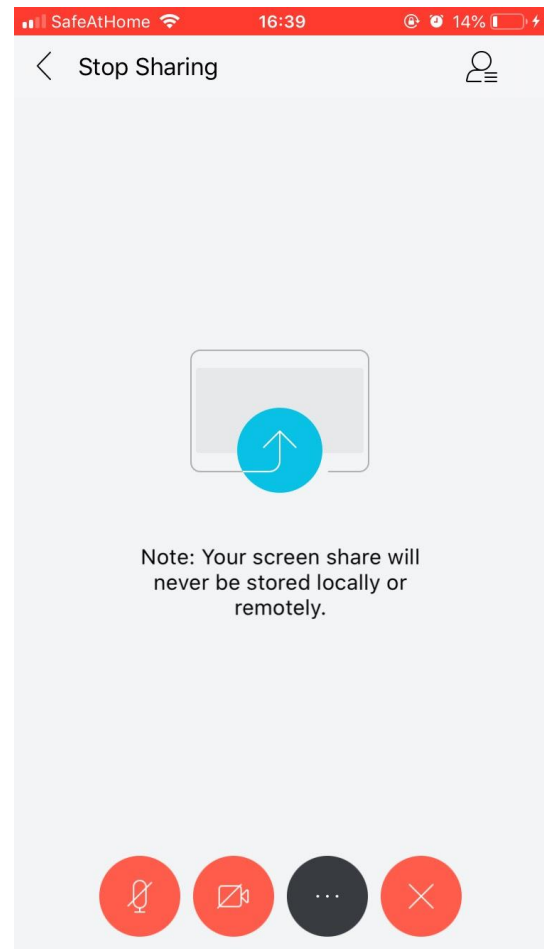 SafeAtHome 16:39 14%
Stop Sharing
Note: Your screen share will
never be stored locally or
remotely.